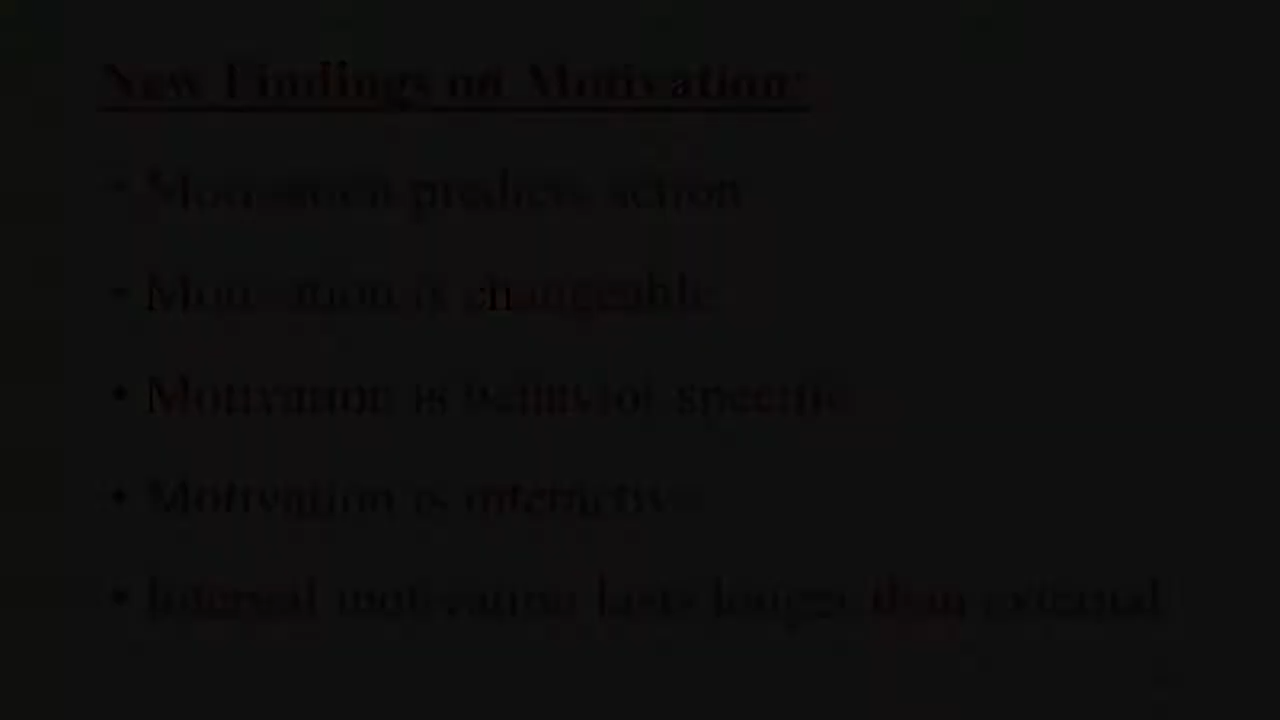 New Findings on Motivation:
• Motivation predicts action
• Motivation is changeable
• Motivation is behavior specific
• Motivation is interactive
• Internal motivation lasts longer than external